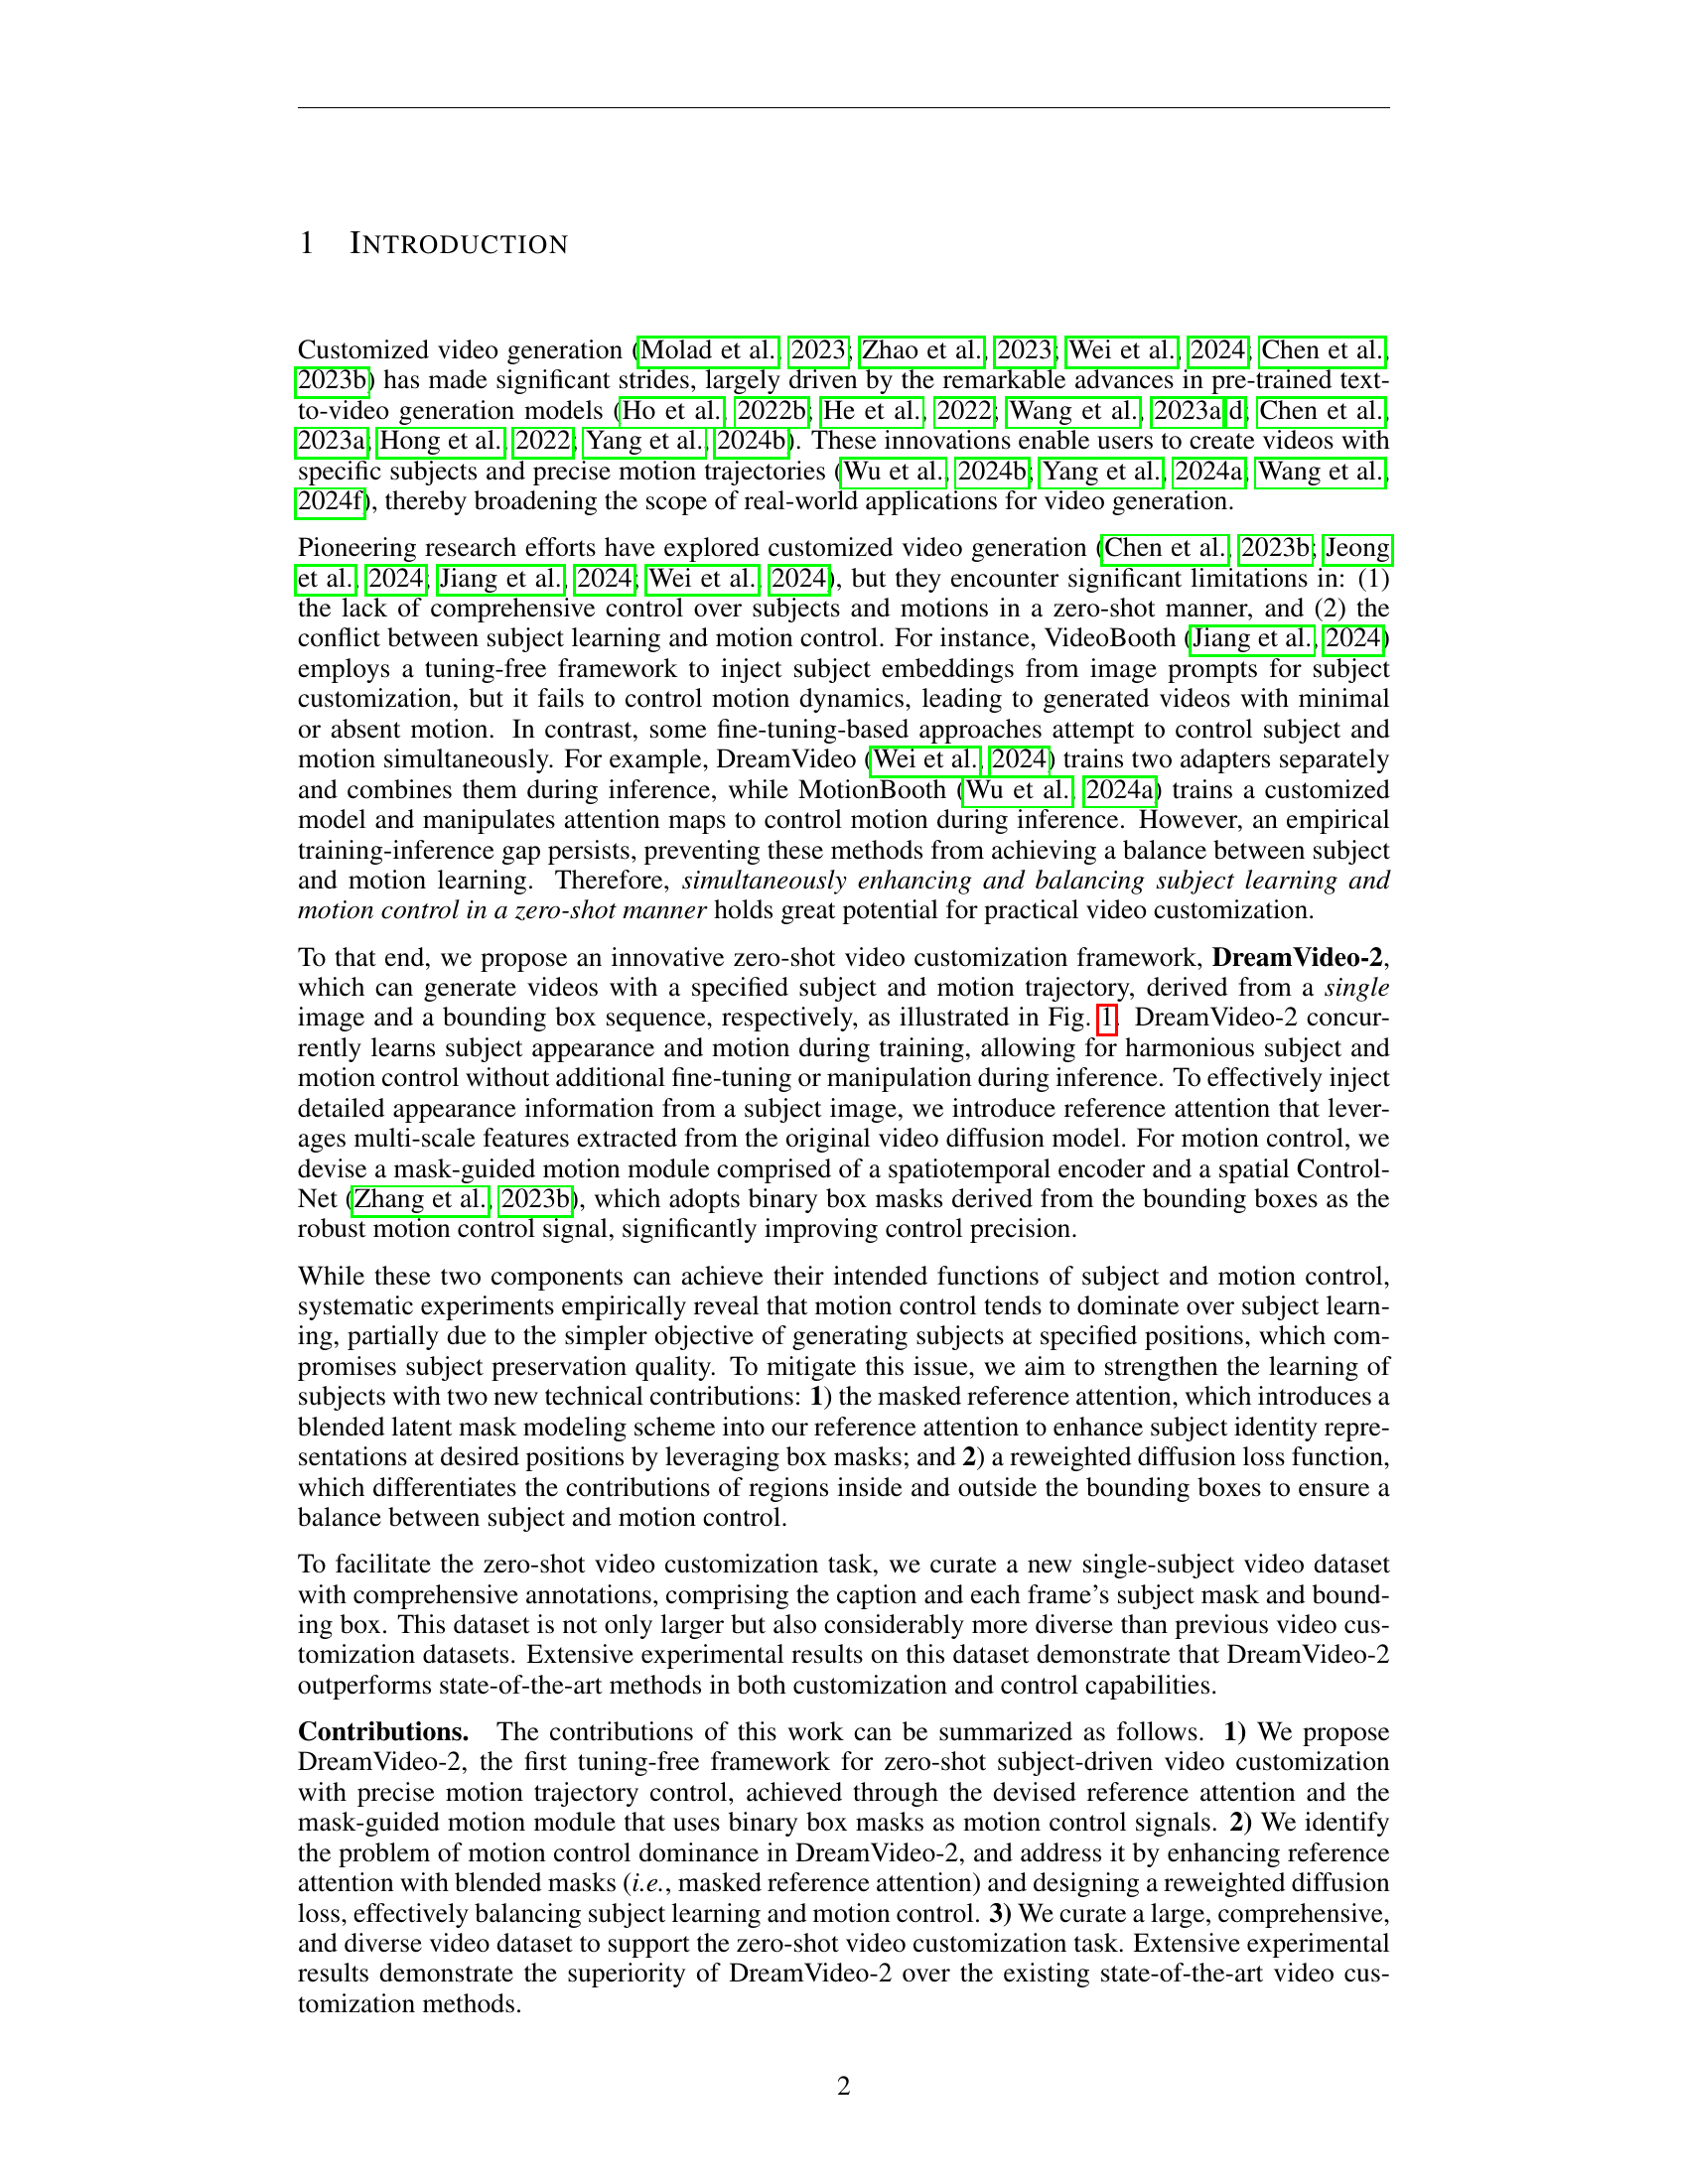 1 INTRODUCTION
Customized video generation (Molad et al., 2023; Zhao et al., 2023; Wei et al., 2024; Chen et al.,
2023b) has made significant strides, largely driven by the remarkable advances in pre-trained text-
to-video generation models (Ho et al., 2022b; He et al., 2022; Wang et al., 2023a;d; Chen et al.,
2023a; Hong et al., 2022; Yang et al., 2024b). These innovations enable users to create videos with
specific subjects and precise motion trajectories (Wu et al., 2024b; Yang et al., 2024a; Wang et al.,
2024f), thereby broadening the scope of real-world applications for video generation.
Pioneering research efforts have explored customized video generation (Chen et al., 2023b; Jeong
et al., 2024; Jiang et al., 2024; Wei et al., 2024), but they encounter significant limitations in: (1)
the lack of comprehensive control over subjects and motions in a zero-shot manner, and (2) the
conflict between subject learning and motion control. For instance, VideoBooth (Jiang et al., 2024)
employs a tuning-free framework to inject subject embeddings from image prompts for subject
customization, but it fails to control motion dynamics, leading to generated videos with minimal
or absent motion. In contrast, some fine-tuning-based approaches attempt to control subject and
motion simultaneously. For example, DreamVideo (Wei et al., 2024) trains two adapters separately
and combines them during inference, while MotionBooth (Wu et al., 2024a) trains a customized
model and manipulates attention maps to control motion during inference. However, an empirical
training-inference gap persists, preventing these methods from achieving a balance between subject
and motion learning. Therefore, simultaneously enhancing and balancing subject learning and
motion control in a zero-shot manner holds great potential for practical video customization.
To that end, we propose an innovative zero-shot video customization framework, DreamVideo-2,
which can generate videos with a specified subject and motion trajectory, derived from a single
image and a bounding box sequence, respectively, as illustrated in Fig. 1. DreamVideo-2 concur-
rently learns subject appearance and motion during training, allowing for harmonious subject and
motion control without additional fine-tuning or manipulation during inference. To effectively inject
detailed appearance information from a subject image, we introduce reference attention that lever-
ages multi-scale features extracted from the original video diffusion model. For motion control, we
devise a mask-guided motion module comprised of a spatiotemporal encoder and a spatial Control-
Net (Zhang et al., 2023b), which adopts binary box masks derived from the bounding boxes as the
robust motion control signal, significantly improving control precision.
While these two components can achieve their intended functions of subject and motion control,
systematic experiments empirically reveal that motion control tends to dominate over subject learn-
ing, partially due to the simpler objective of generating subjects at specified positions, which com-
promises subject preservation quality. To mitigate this issue, we aim to strengthen the learning of
subjects with two new technical contributions: 1) the masked reference attention, which introduces a
blended latent mask modeling scheme into our reference attention to enhance subject identity repre-
sentations at desired positions by leveraging box masks; and 2) a reweighted diffusion loss function,
which differentiates the contributions of regions inside and outside the bounding boxes to ensure a
balance between subject and motion control.
To facilitate the zero-shot video customization task, we curate a new single-subject video dataset
with comprehensive annotations, comprising the caption and each frame's subject mask and bound-
ing box. This dataset is not only larger but also considerably more diverse than previous video cus-
tomization datasets. Extensive experimental results on this dataset demonstrate that DreamVideo-2
outperforms state-of-the-art methods in both customization and control capabilities.
Contributions. The contributions of this work can be summarized as follows. 1) We propose
DreamVideo-2, the first tuning-free framework for zero-shot subject-driven video customization
with precise motion trajectory control, achieved through the devised reference attention and the
mask-guided motion module that uses binary box masks as motion control signals. 2) We identify
the problem of motion control dominance in DreamVideo-2, and address it by enhancing reference
attention with blended masks (i.e., masked reference attention) and designing a reweighted diffusion
loss, effectively balancing subject learning and motion control. 3) We curate a large, comprehensive,
and diverse video dataset to support the zero-shot video customization task. Extensive experimental
results demonstrate the superiority of DreamVideo-2 over the existing state-of-the-art video cus-
tomization methods.
2